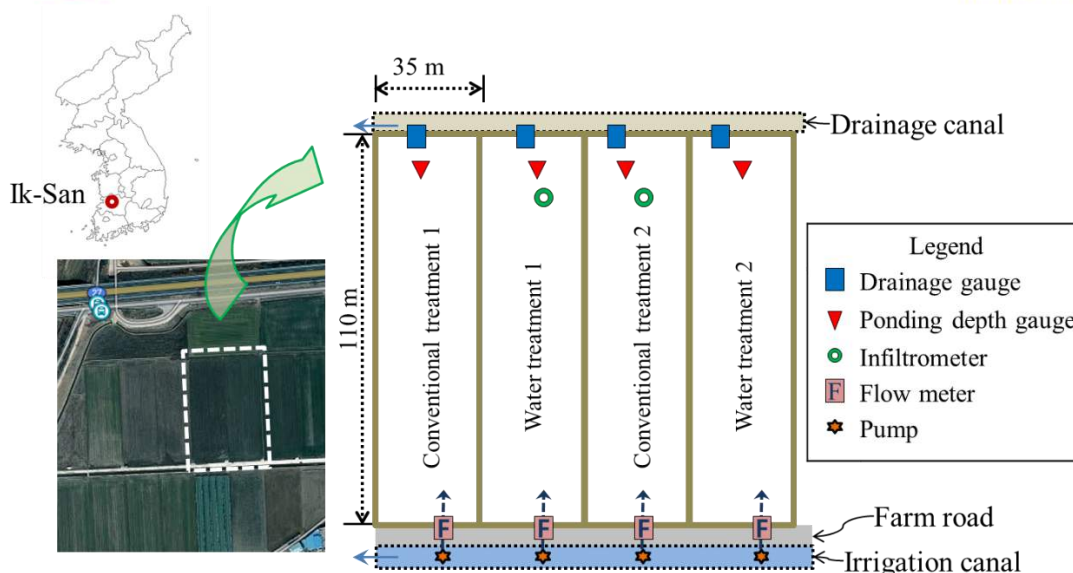 35 m
Drainage canal
Ik-San
110 m
Conventional treatment 1
Water treatment 1
Conventional treatment 2
Water treatment 2
Legend
Drainage gauge
Ponding depth gauge
Infiltrometer
F Flow meter
Pump
27
F
F
F
F
Farm road
Irrigation canal